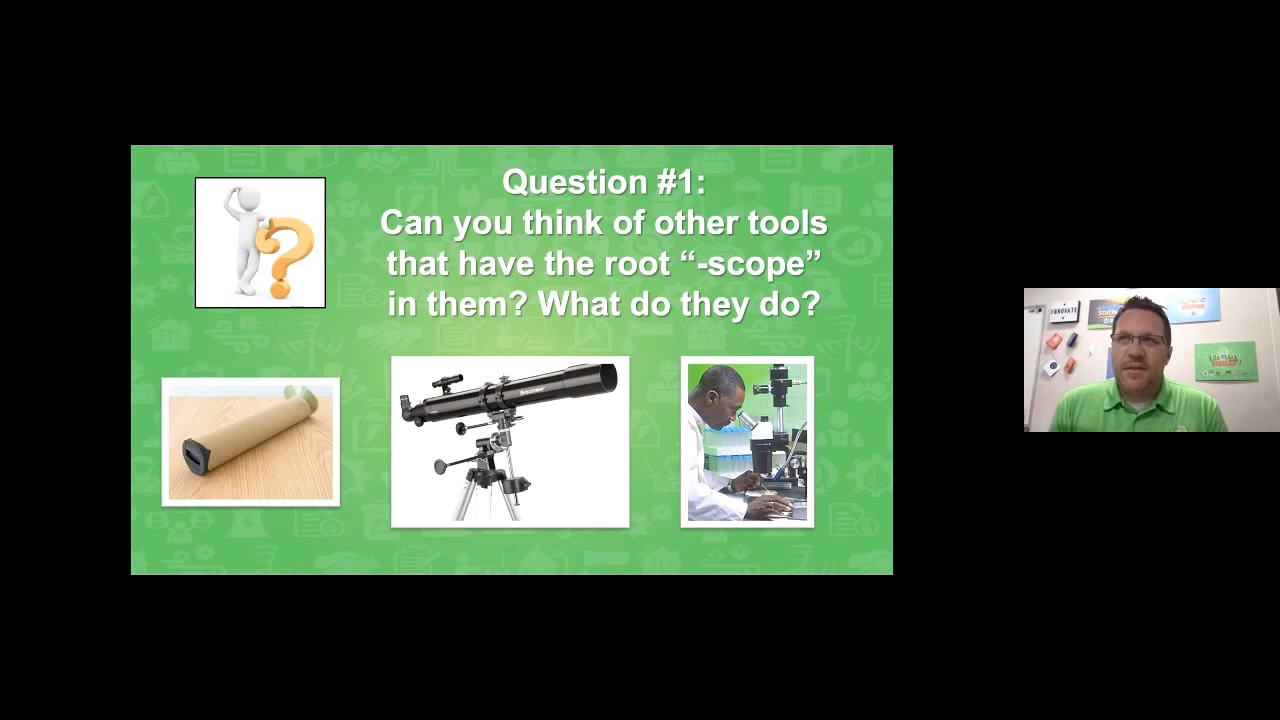 Question #1:
Can you think of other tools
that have the root “-scope”
in them? What do they do?
INNOVATE